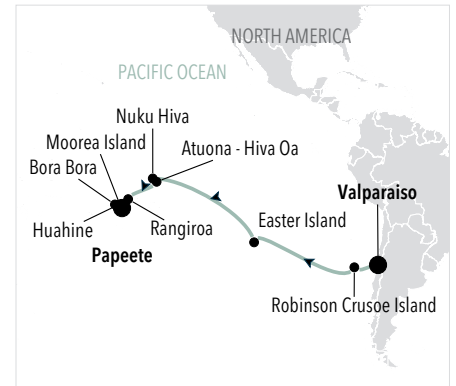 NORTH AMERICA
PACIFIC OCEAN
Nuku Hiva
Moorea Island
Atuona - Hiva Oa
Bora Bora
Valparaiso
Huahine
Rangiroa
Easter Island
Papeete
Robinson Crusoe Island